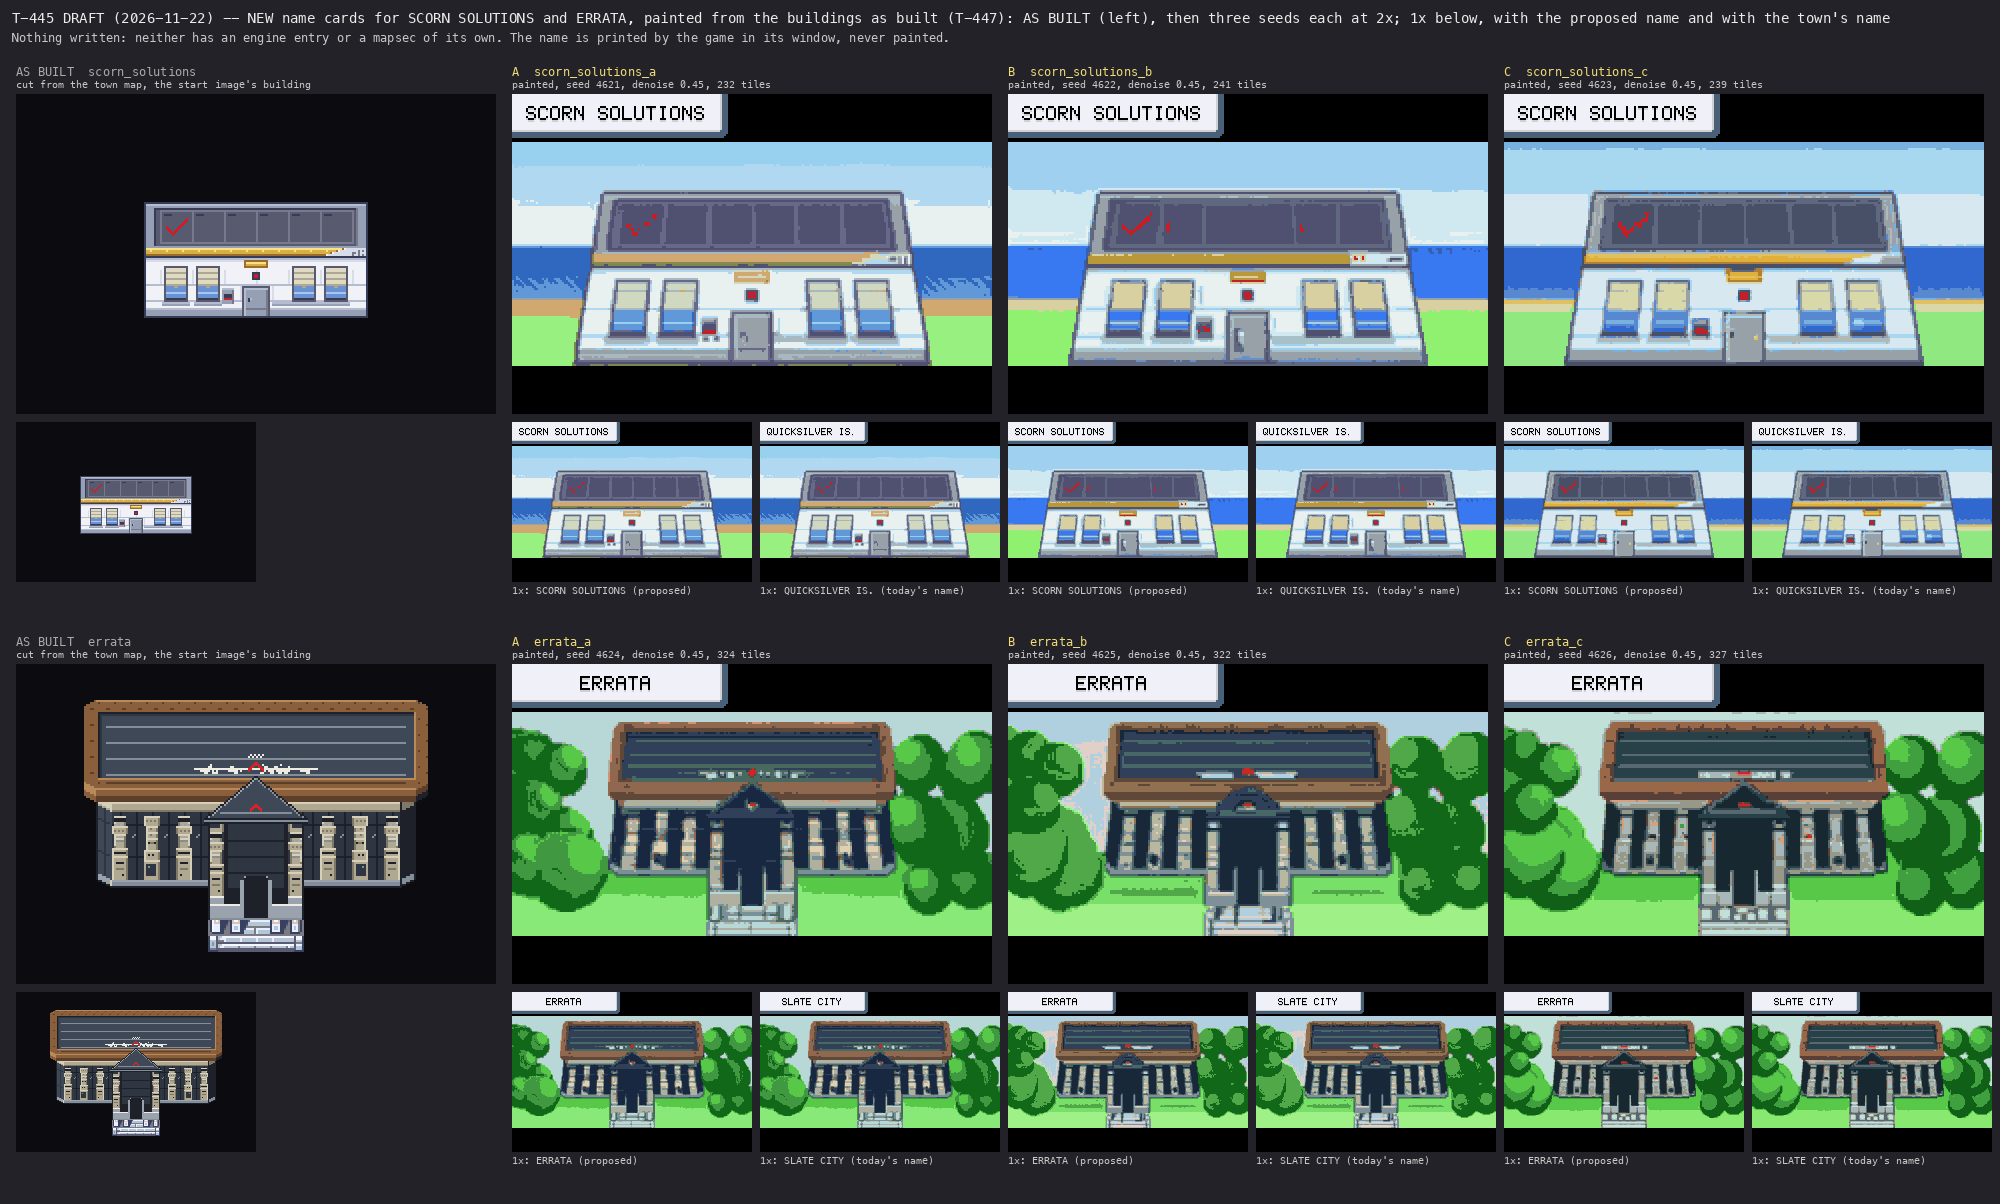 T-445 DRAFT (2026-11-22) -- NEW name cards for SCORN SOLUTIONS and ERRATA, painted from the buildings as built (T-447): AS BUILT (left), then three seeds each at 2x; 1x below, with the proposed name and with the town's name
Nothing written: neither has an engine entry or a mapsec of its own. The name is printed by the game in its window, never painted.
AS BUILT scorn_solutions
cut from the town map, the start image's building
A scorn_solutions_a
painted, seed 4621, denoise 0.45, 232 tiles
SCORN SOLUTIONS
B scorn_solutions_b
painted, seed 4622, denoise 0.45, 241 tiles
SCORN SOLUTIONS
C scorn_solutions_c
painted, seed 4623, denoise 0.45, 239 tiles
SCORN SOLUTIONS
SCORN SOLUTIONS
QUICKSILVER IS.
SCORN SOLUTIONS
QUICKSILVER IS.
SCORN SOLUTIONS
QUICKSILVER IS.
1x: SCORN SOLUTIONS (proposed)
1x: QUICKSILVER IS. (today's name)
1x: SCORN SOLUTIONS (proposed)
1x: QUICKSILVER IS. (today's name)
1x: SCORN SOLUTIONS (proposed)
1x: QUICKSILVER IS. (today's name)
AS BUILT errata
cut from the town map, the start image's building
A errata_a
painted, seed 4624, denoise 0.45, 324 tiles
ERRATA
B errata_b
painted, seed 4625, denoise 0.45, 322 tiles
ERRATA
C errata_c
painted, seed 4626, denoise 0.45, 327 tiles
ERRATA
ERRATA
SLATE CITY
ERRATA
SLATE CITY
ERRATA
SLATE CITY
1x: ERRATA (proposed)
1x: SLATE CITY (today's name)
1x: ERRATA (proposed)
1x: SLATE CITY (today's name)
1x: ERRATA (proposed)
1x: SLATE CITY (today's name)